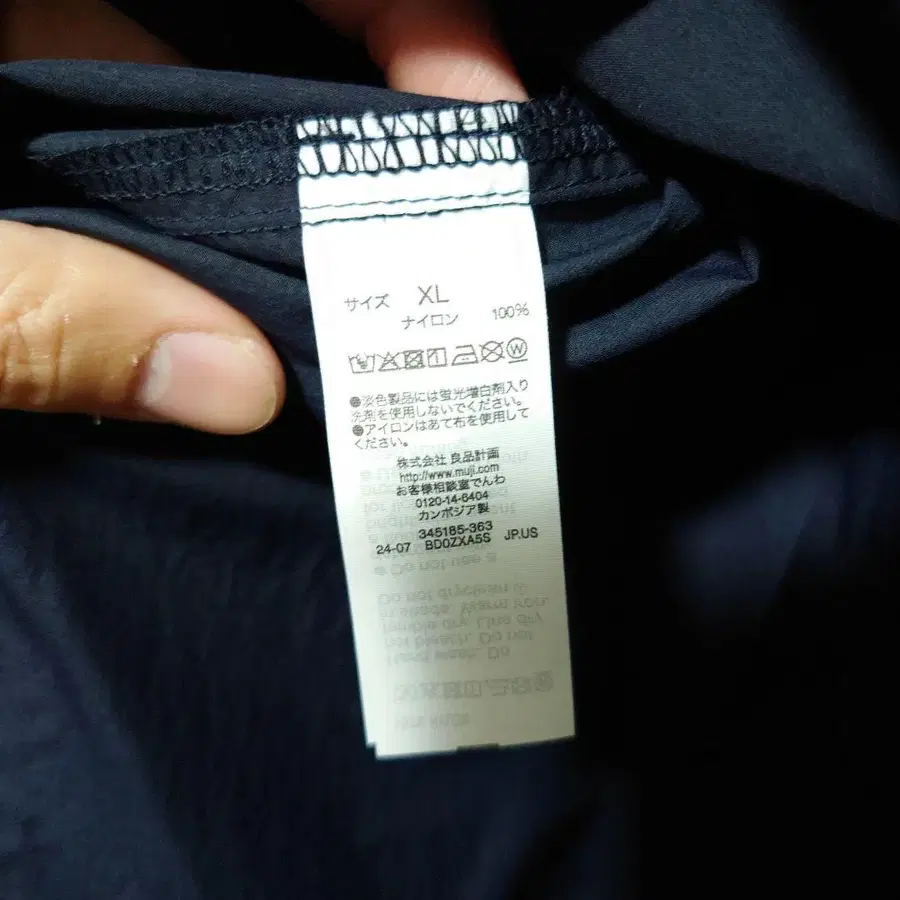 サイズ XL
ナイロン 100%
●淡色製品には蛍光増白剤入り
洗剤を使用しないでください。
●アイロンはあて布を使用して
ください。
株式会社 良品計画
http://www.muji.com
お客様相談室でんわ
0120-14-6404
カンボジア製
345185-363
24-07 BD0ZXA5S JP.US